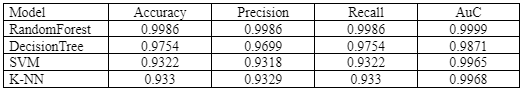 Model Accuracy Precision Recall AuC
RandomForest 0.9986 0.9986 0.9986 0.9999
DecisionTree 0.9754 0.9699 0.9754 0.9871
SVM 0.9322 0.9318 0.9322 0.9965
K-NN 0.933 0.9329 0.933 0.9968